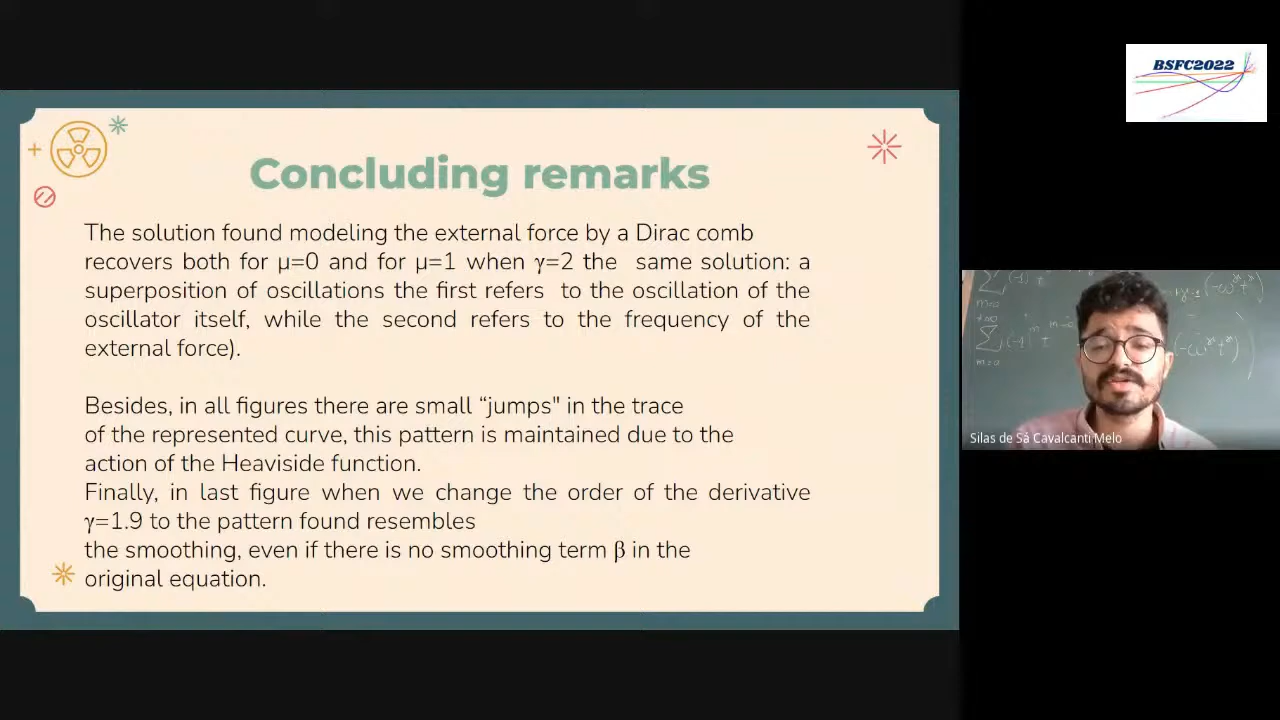 BSFC2022
Concluding remarks
The solution found modeling the external force by a Dirac comb
recovers both for μ=0 and for μ=1 when γ=2 the same solution: a
superposition of oscillations the first refers to the oscillation of the
oscillator itself, while the second refers to the frequency of the
external force).
Besides, in all figures there are small “jumps" in the trace
of the represented curve, this pattern is maintained due to the
action of the Heaviside function.
Finally, in last figure when we change the order of the derivative
γ=1.9 to the pattern found resembles
the smoothing, even if there is no smoothing term β in the
original equation.
Silas de Sá Cavalcanti Melo